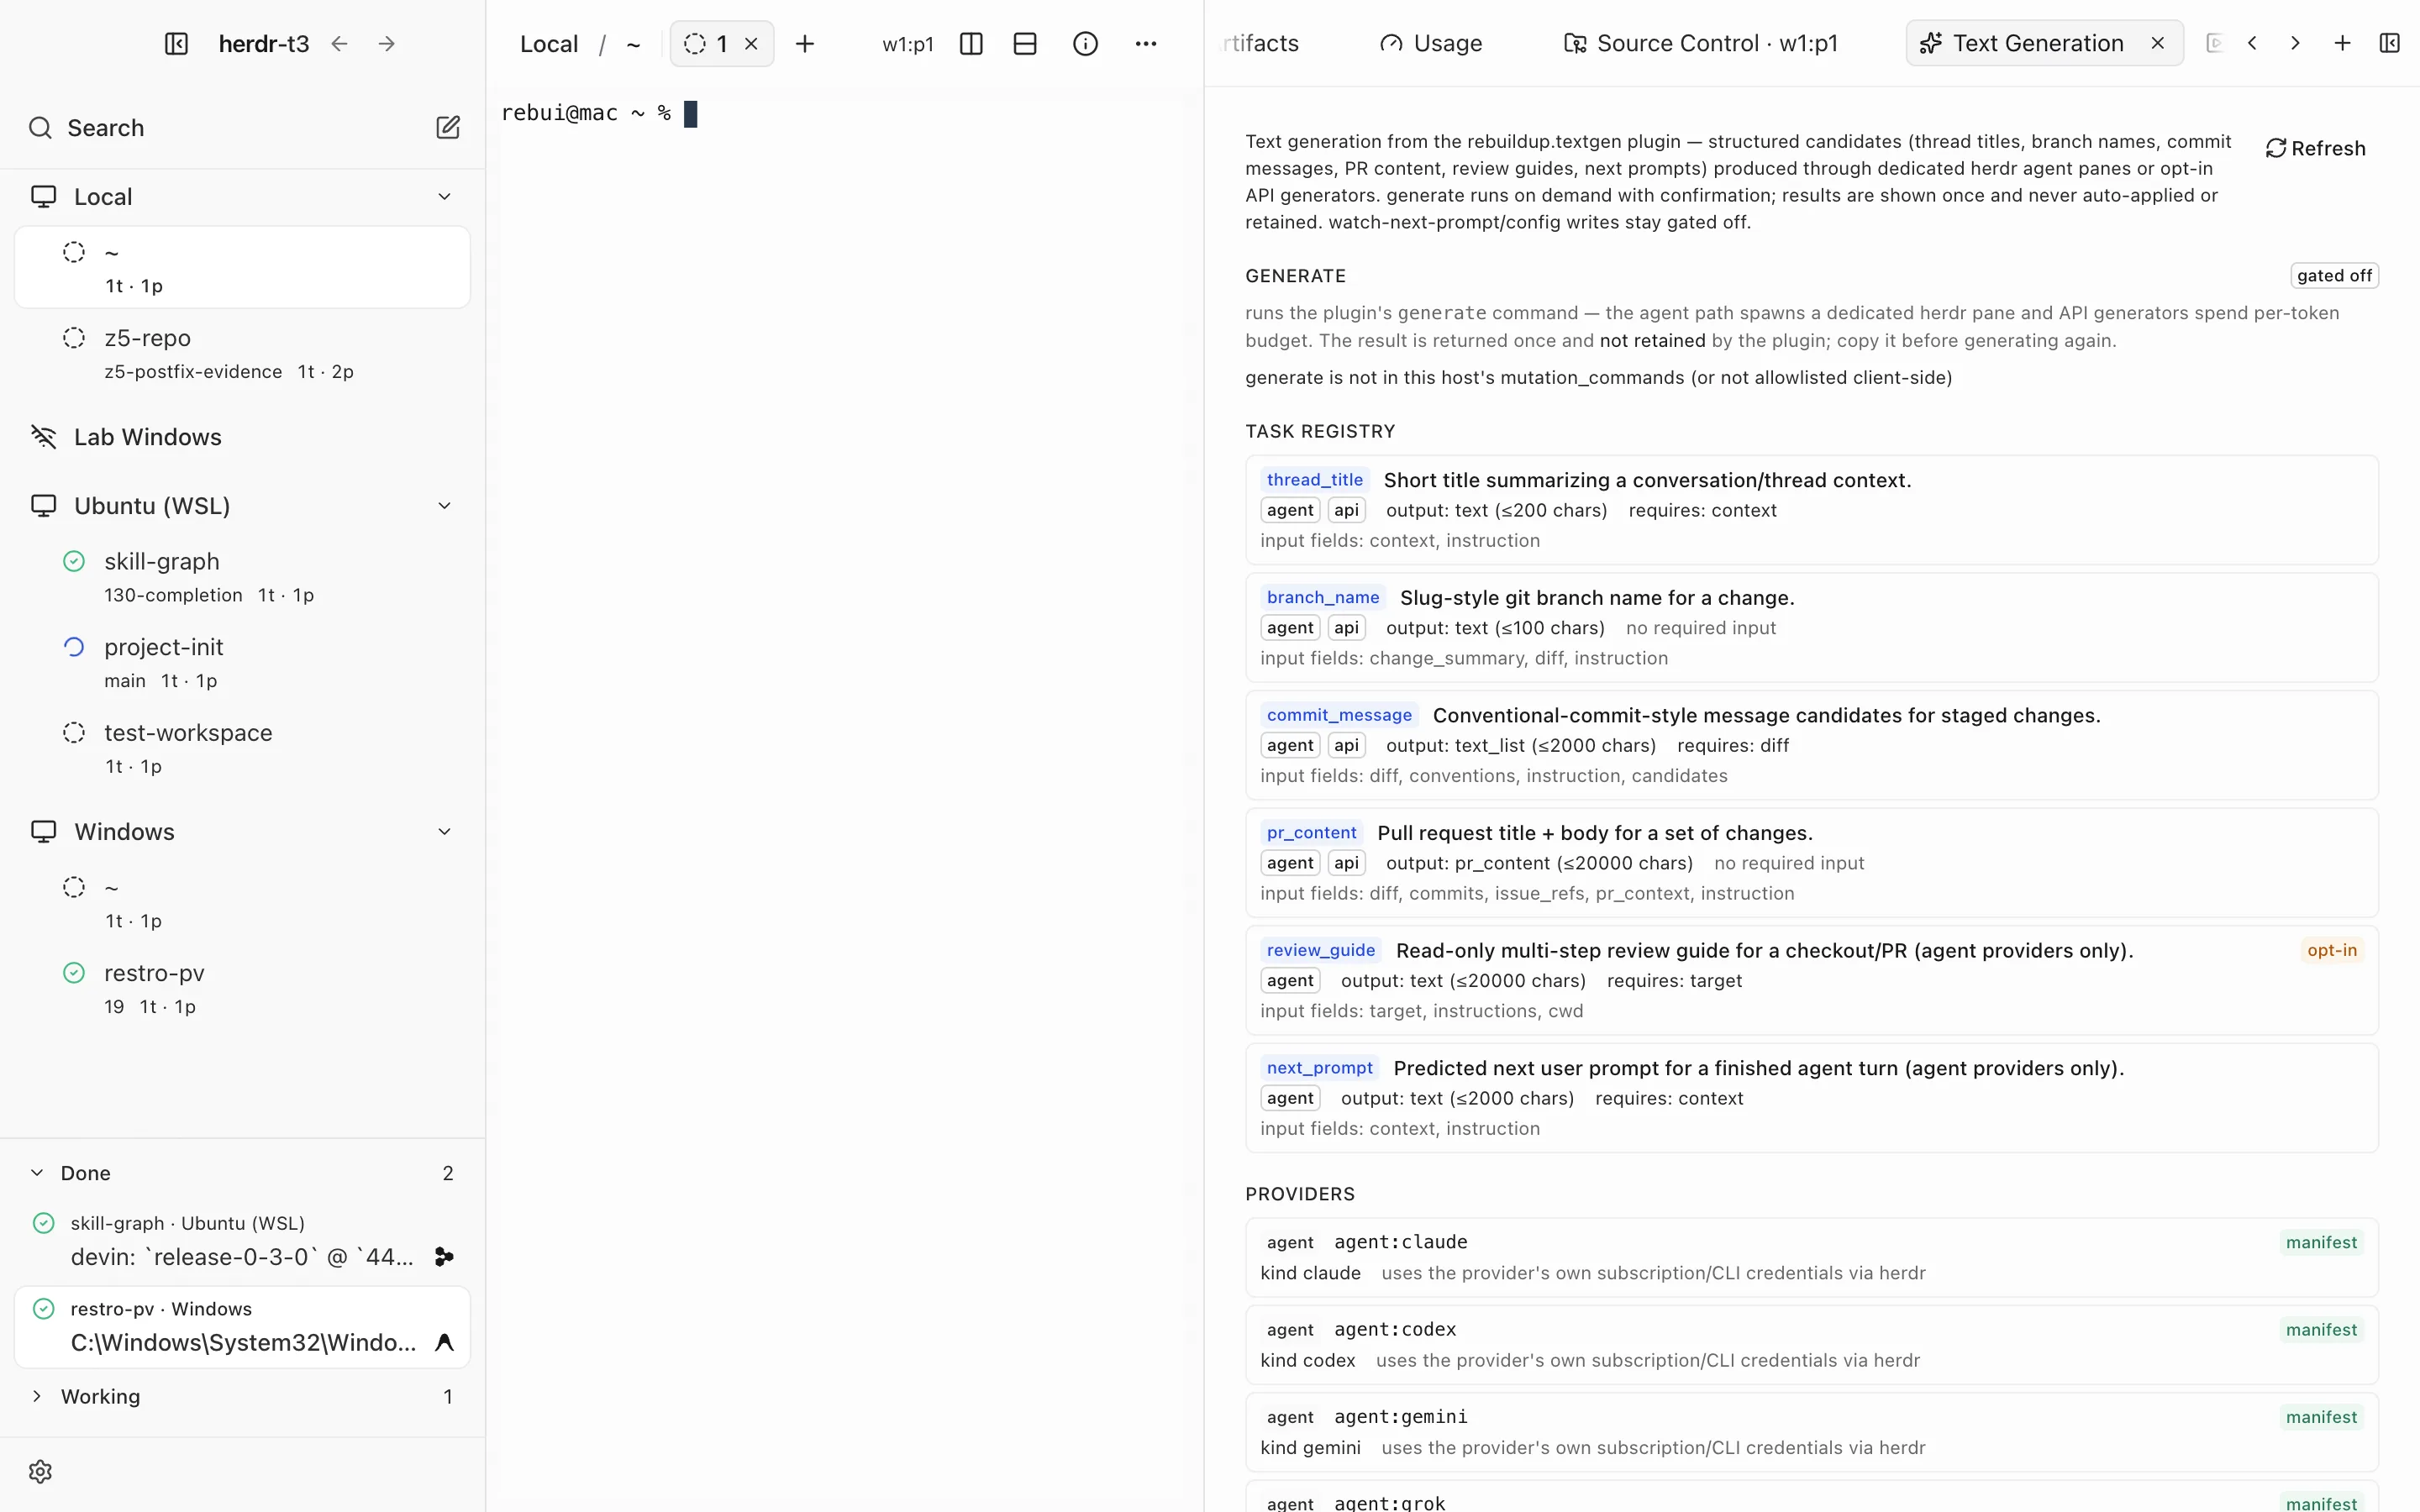 herdr-t3
Search
Local
~
1t · 1p
z5-repo
z5-postfix-evidence 1t · 2p
Lab Windows
Ubuntu (WSL)
skill-graph
130-completion 1t · 1p
project-init
main 1t · 1p
test-workspace
1t · 1p
Windows
~
1t · 1p
restro-pv
19 1t · 1p
Done 2
skill-graph · Ubuntu (WSL)
devin: `release-0-3-0` @ `44...
restro-pv · Windows
C:\Windows\System32\Windo...
Working 1
Local / ~ 1 w1:p1
rebui@mac ~ %
rtifacts Usage Source Control · w1:p1 Text Generation
Text generation from the rebuildup.textgen plugin — structured candidates (thread titles, branch names, commit
messages, PR content, review guides, next prompts) produced through dedicated herdr agent panes or opt-in
API generators. generate runs on demand with confirmation; results are shown once and never auto-applied or
retained. watch-next-prompt/config writes stay gated off.
Refresh
GENERATE gated off
runs the plugin's generate command — the agent path spawns a dedicated herdr pane and API generators spend per-token
budget. The result is returned once and not retained by the plugin; copy it before generating again.
generate is not in this host's mutation_commands (or not allowlisted client-side)
TASK REGISTRY
thread_title Short title summarizing a conversation/thread context.
agent api output: text (≤200 chars) requires: context
input fields: context, instruction
branch_name Slug-style git branch name for a change.
agent api output: text (≤100 chars) no required input
input fields: change_summary, diff, instruction
commit_message Conventional-commit-style message candidates for staged changes.
agent api output: text_list (≤2000 chars) requires: diff
input fields: diff, conventions, instruction, candidates
pr_content Pull request title + body for a set of changes.
agent api output: pr_content (≤20000 chars) no required input
input fields: diff, commits, issue_refs, pr_context, instruction
review_guide Read-only multi-step review guide for a checkout/PR (agent providers only). opt-in
agent output: text (≤20000 chars) requires: target
input fields: target, instructions, cwd
next_prompt Predicted next user prompt for a finished agent turn (agent providers only).
agent output: text (≤2000 chars) requires: context
input fields: context, instruction
PROVIDERS
agent agent:claude manifest
kind claude uses the provider's own subscription/CLI credentials via herdr
agent agent:codex manifest
kind codex uses the provider's own subscription/CLI credentials via herdr
agent agent:gemini manifest
kind gemini uses the provider's own subscription/CLI credentials via herdr
agent agent:grok manifest